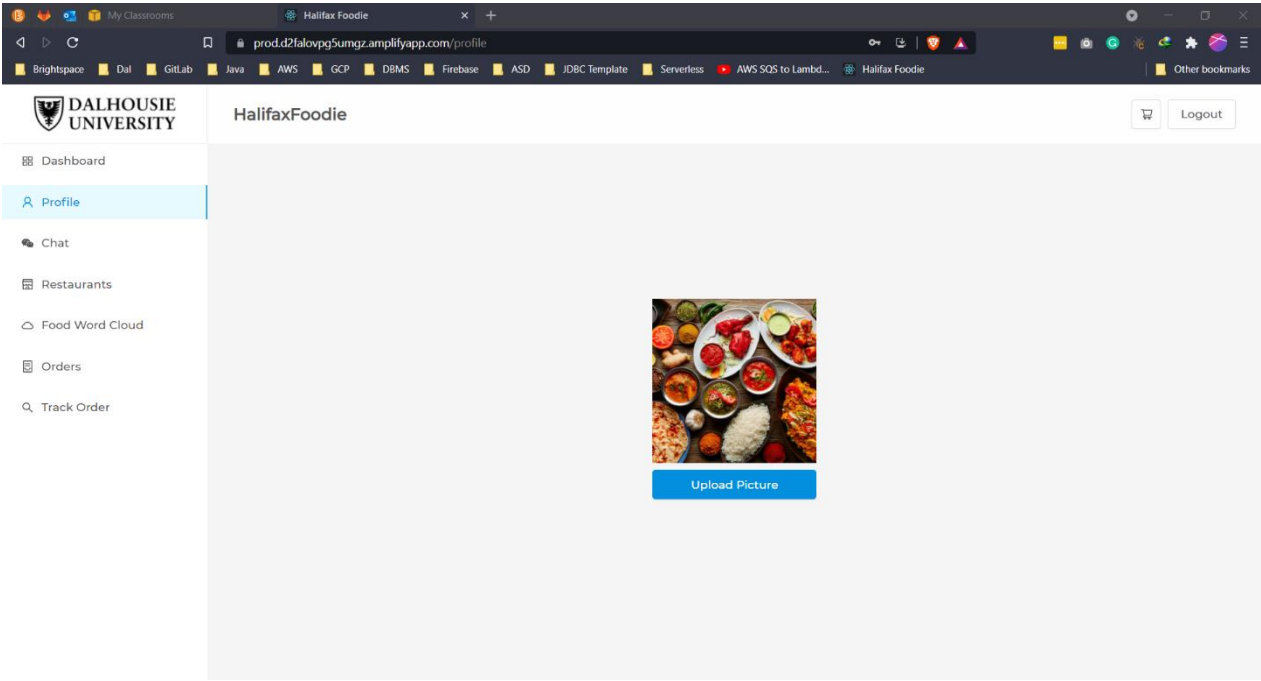 My Classrooms
Halifax Foodie
prod.d2falovpg5umgz.amplifyapp.com/profile
Brightspace Dal GitLab Java AWS GCP DBMS Firebase ASD JDBC Template Serverless AWS SQS to Lambd... Halifax Foodie Other bookmarks
DALHOUSIE
UNIVERSITY
HalifaxFoodie
Logout
Dashboard
Profile
Chat
Restaurants
Food Word Cloud
Orders
Track Order
Upload Picture